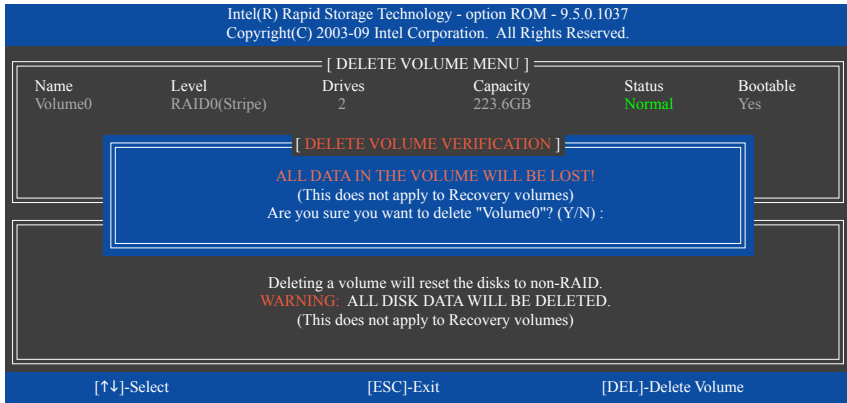 Intel(R) Rapid Storage Technology - option ROM - 9.5.0.1037
Copyright(C) 2003-09 Intel Corporation. All Rights Reserved.
[ DELETE VOLUME MENU ]
Name Level Drives Capacity Status Bootable
Volume0 RAID0(Stripe) 2 223.6GB Normal Yes
[ DELETE VOLUME VERIFICATION ]
ALL DATA IN THE VOLUME WILL BE LOST!
(This does not apply to Recovery volumes)
Are you sure you want to delete "Volume0"? (Y/N) :
Deleting a volume will reset the disks to non-RAID.
WARNING: ALL DISK DATA WILL BE DELETED.
(This does not apply to Recovery volumes)
[↑↓]-Select [ESC]-Exit [DEL]-Delete Volume